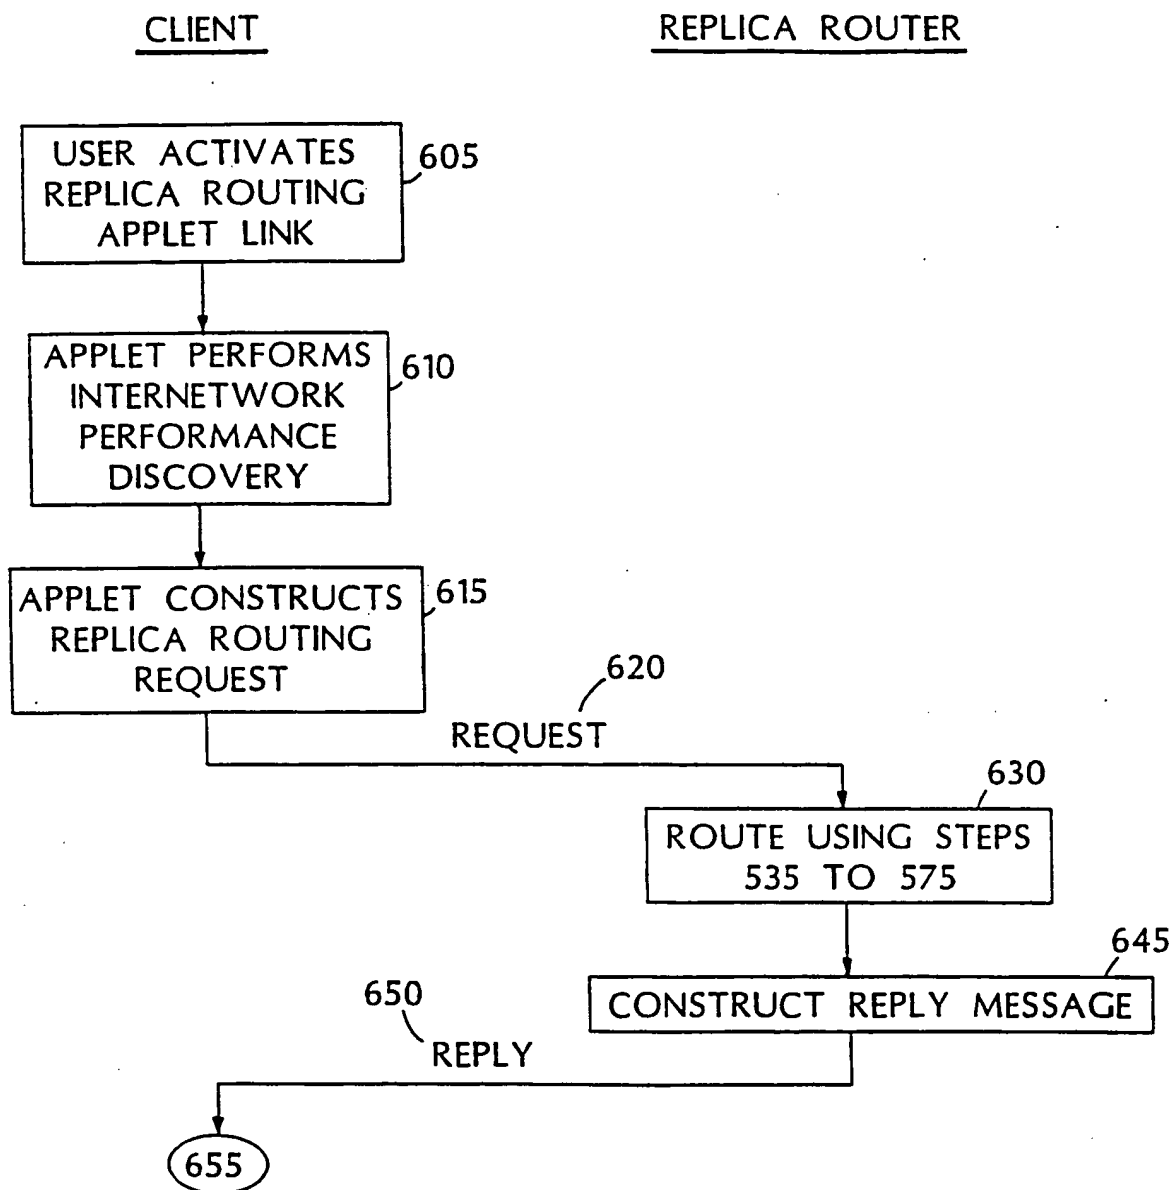 CLIENT
REPLICA ROUTER
USER ACTIVATES
REPLICA ROUTING
APPLET LINK
605
APPLET PERFORMS
INTERNETWORK
PERFORMANCE
DISCOVERY
610
APPLET CONSTRUCTS
REPLICA ROUTING
REQUEST
615
620
REQUEST
630
ROUTE USING STEPS
535 TO 575
645
CONSTRUCT REPLY MESSAGE
650
REPLY
655